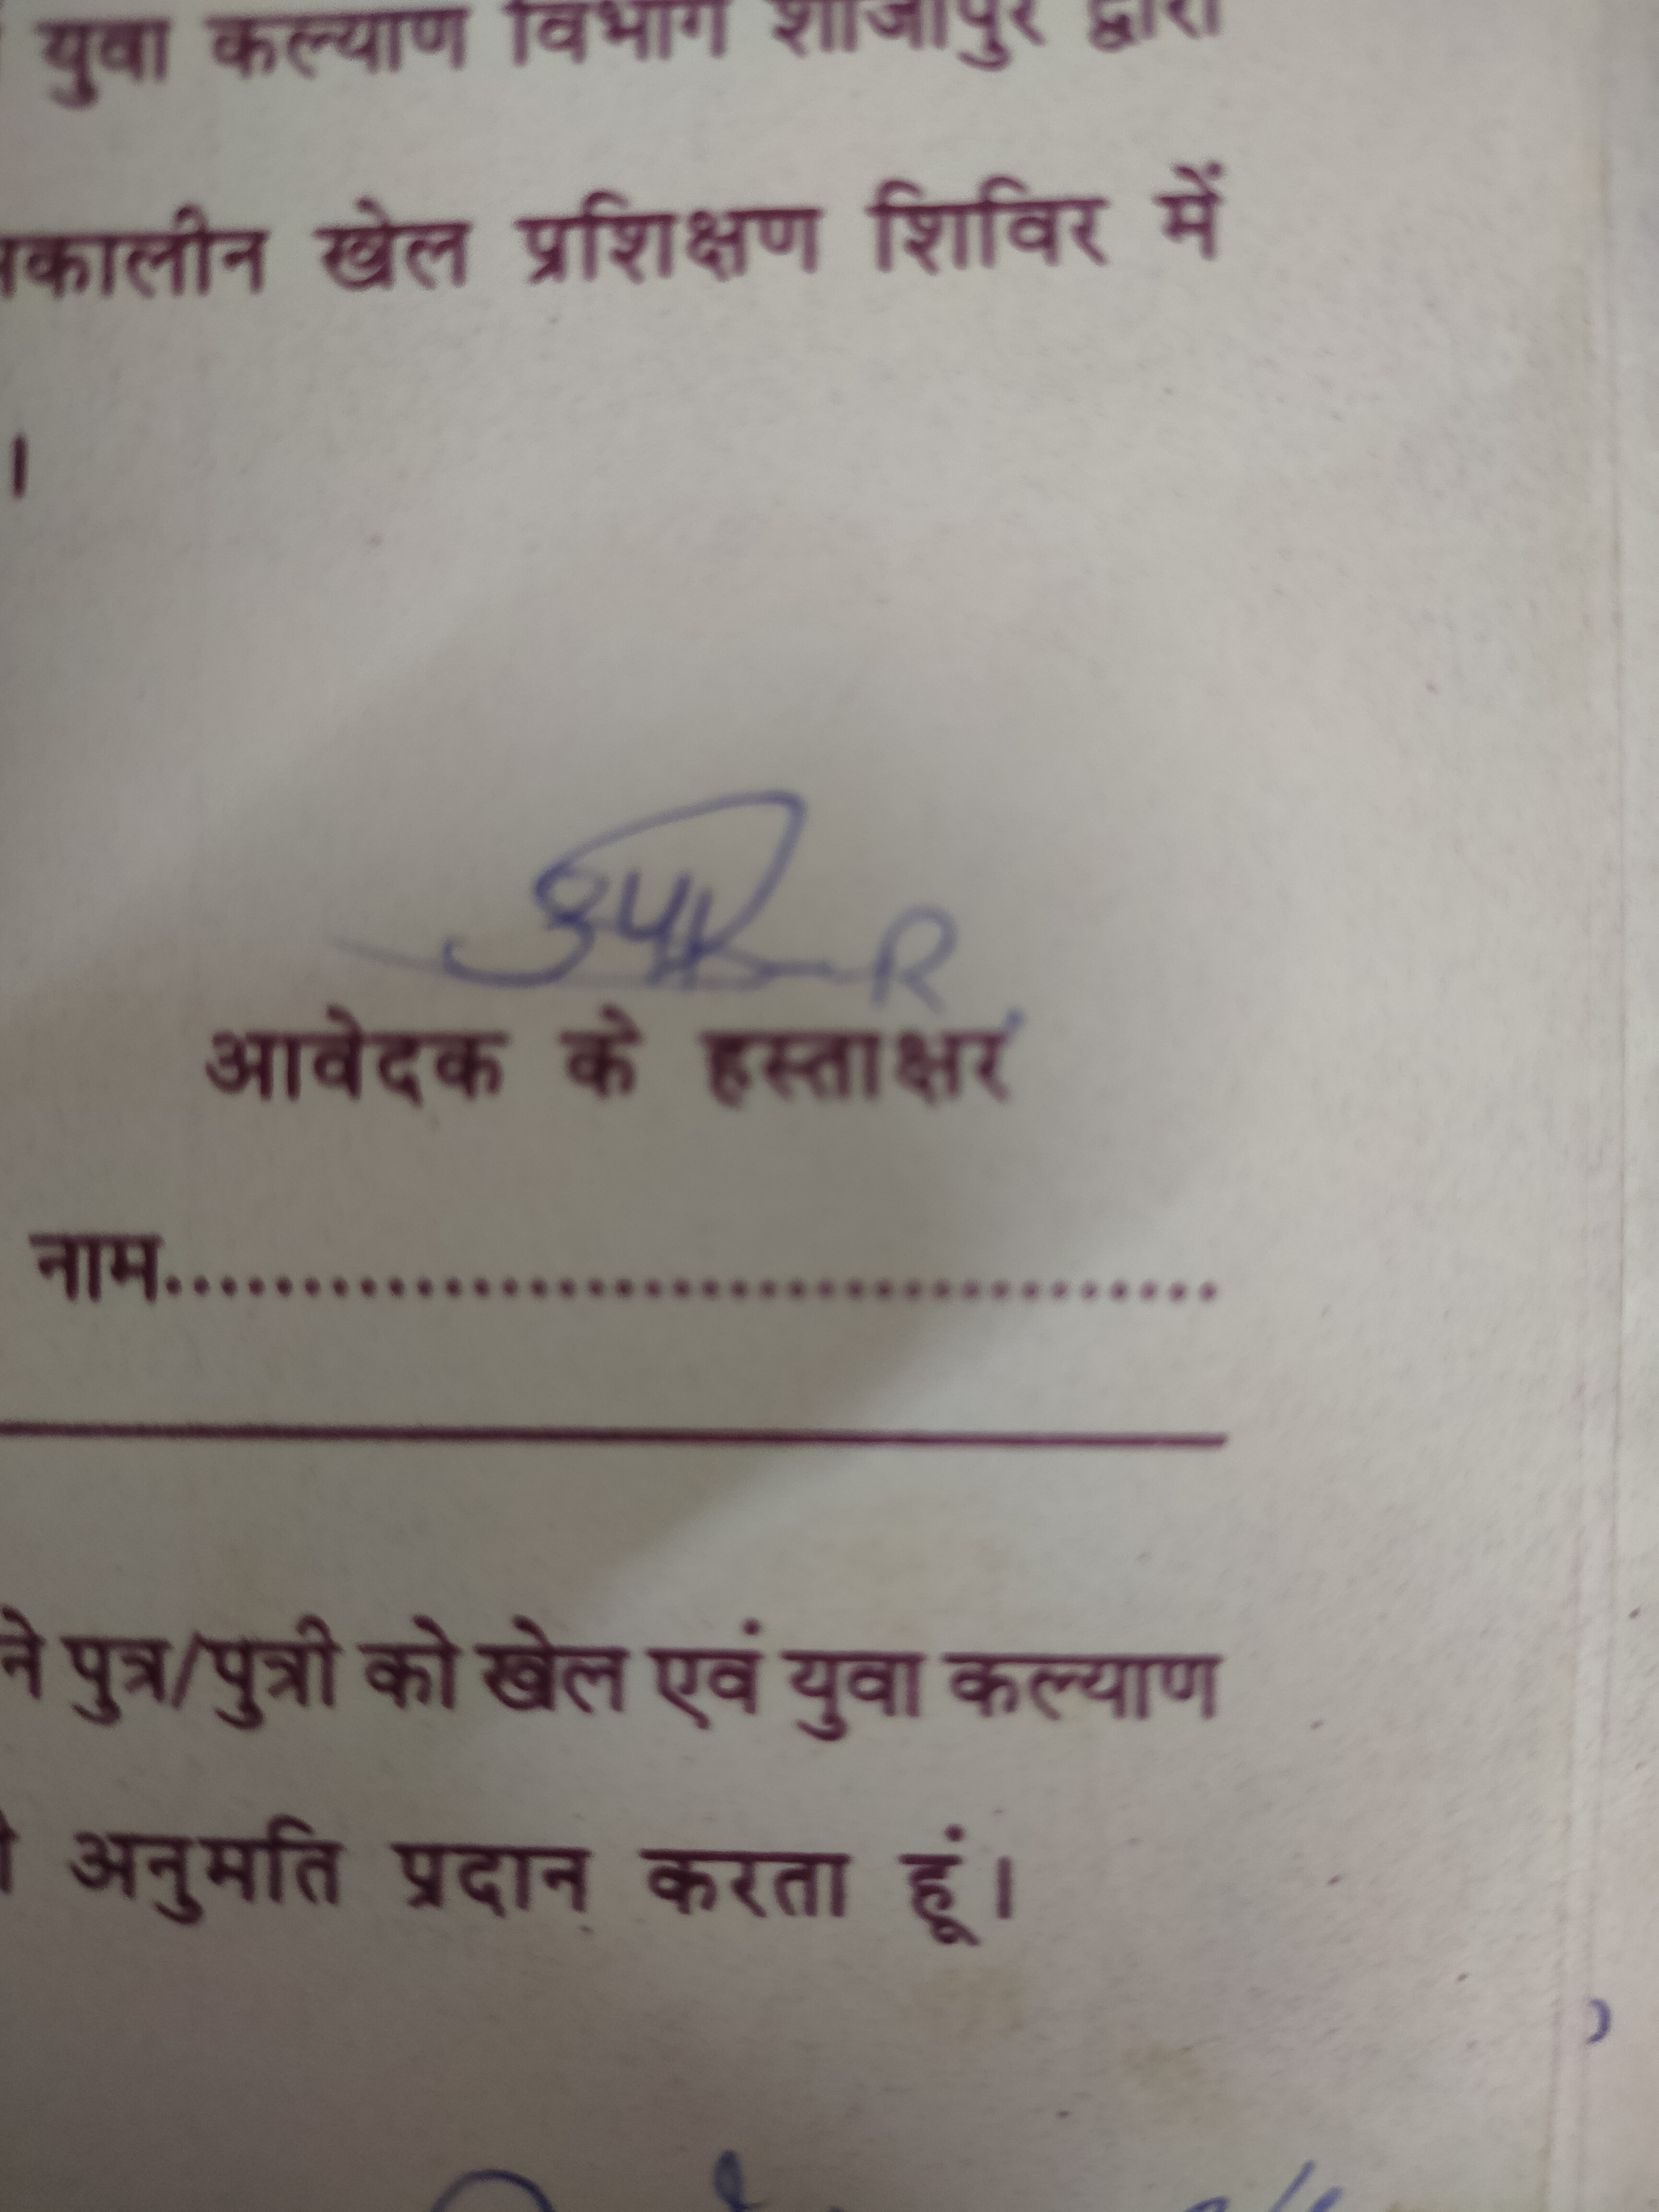 युवा कल्याण विभाग शाजापुर द्वारा
कालीन खेल प्रशिक्षण शिविर में
।
R
आवेदक के हस्ताक्षर
नाम........................................
ने पुत्र/पुत्री को खेल एवं युवा कल्याण
अनुमति प्रदान करता हूं।